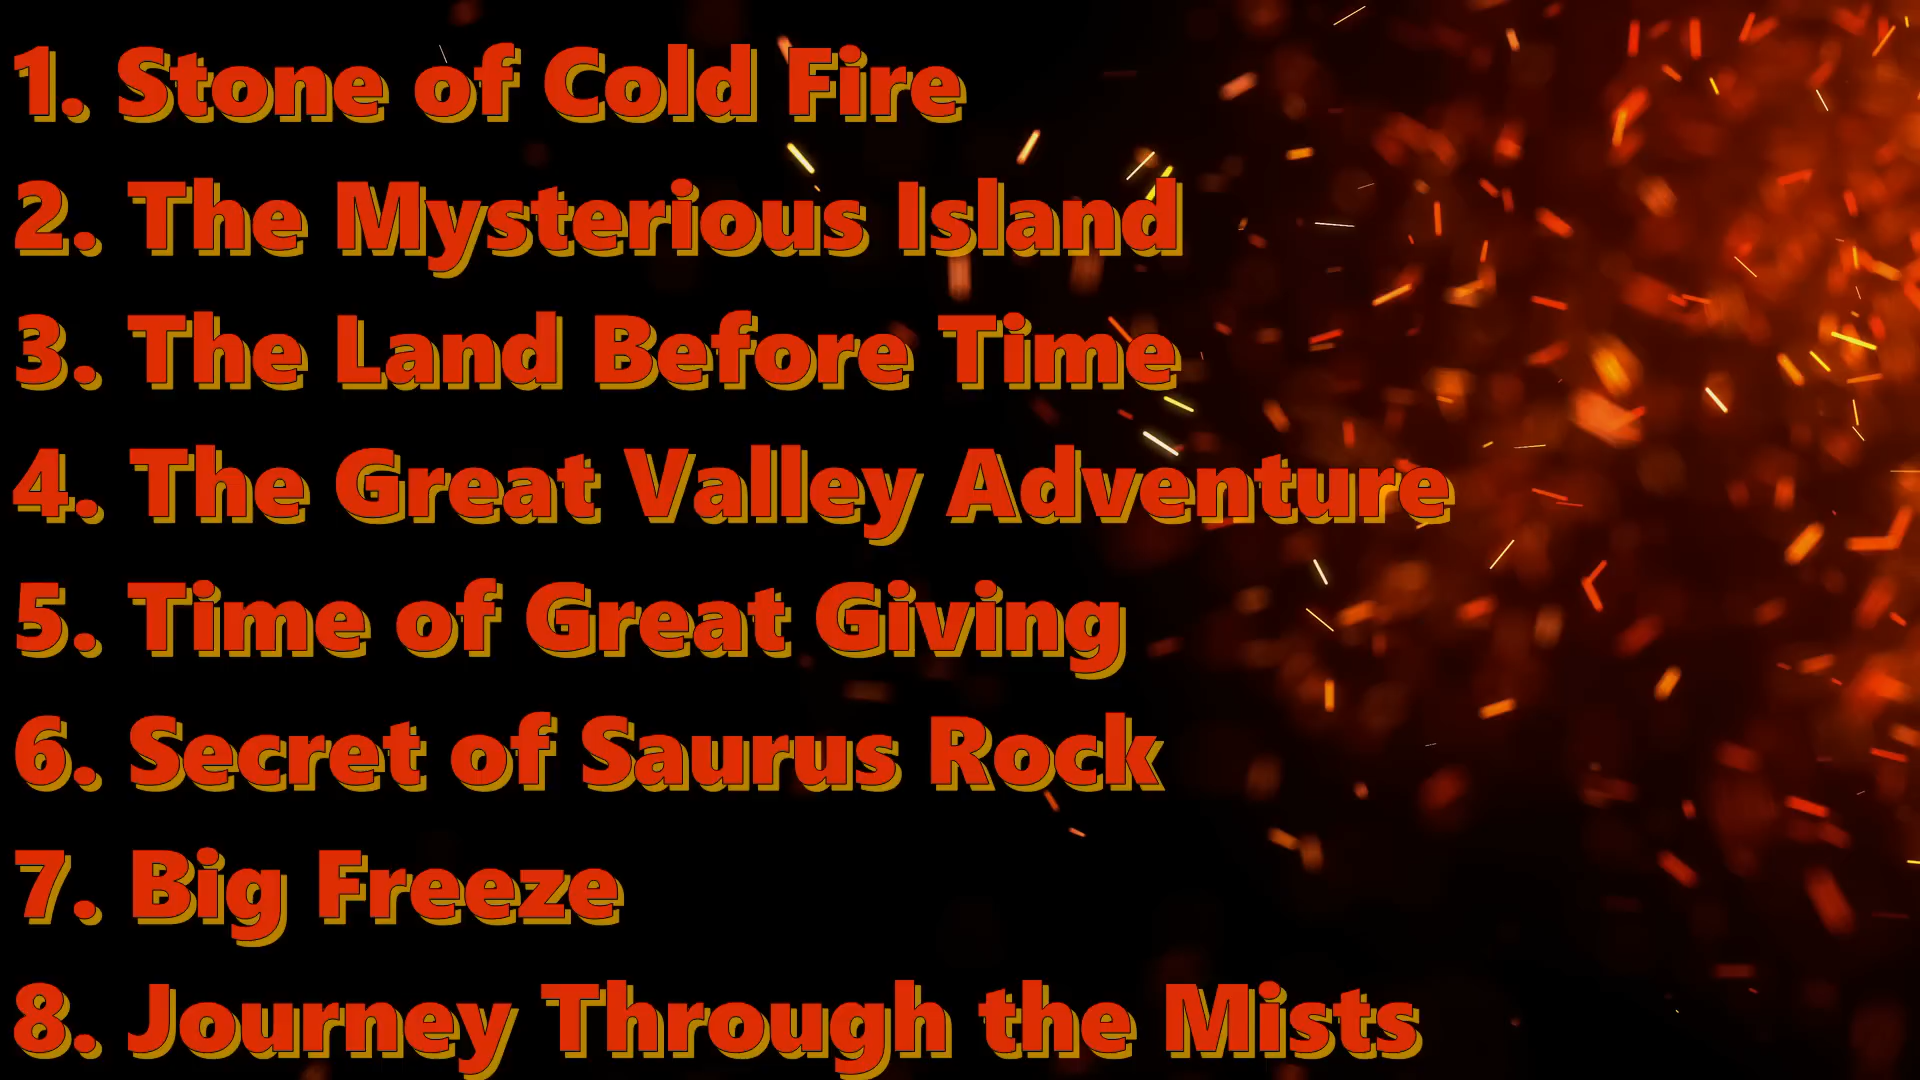 1. Stone of Cold Fire
2. The Mysterious Island
3. The Land Before Time
4. The Great Valley Adventure
5. Time of Great Giving
6. Secret of Saurus Rock
7. Big Freeze
8. Journey Through the Mists